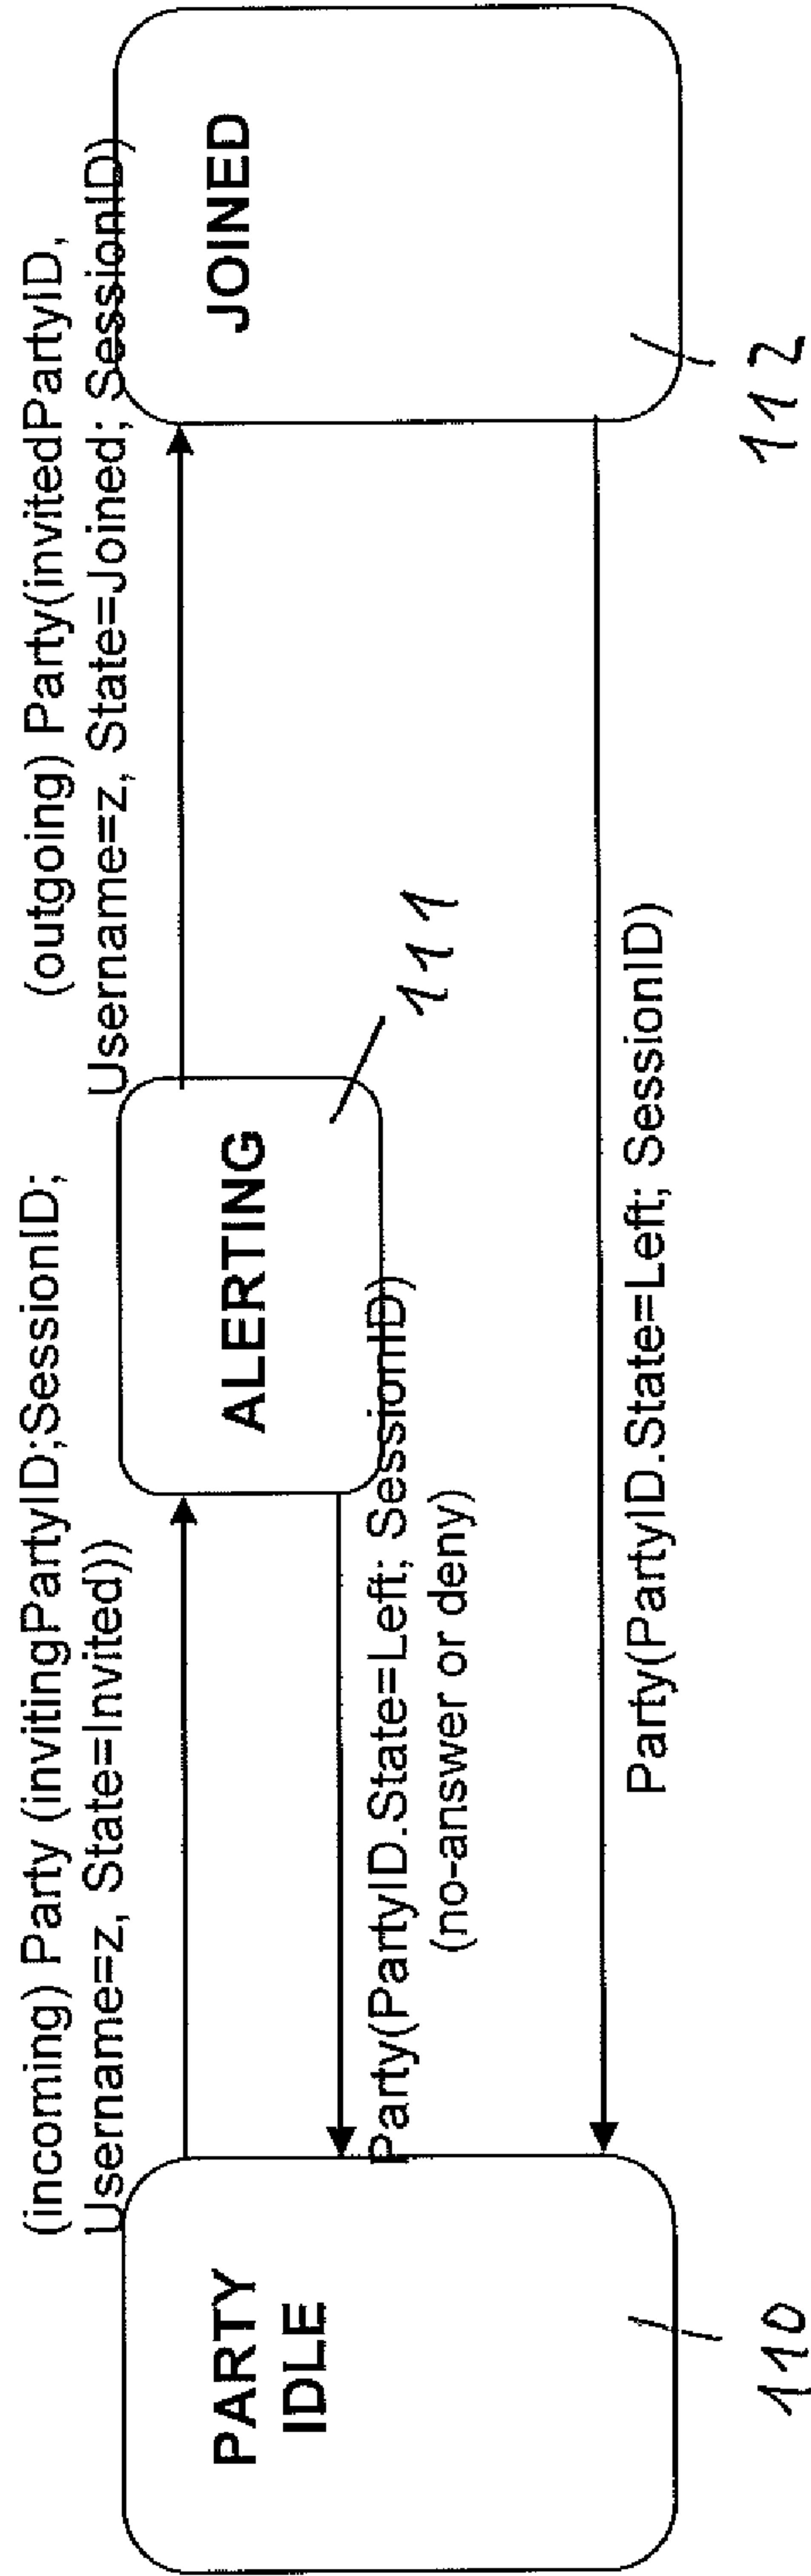 (incoming) Party (invitingPartyID;SessionID;
Username=z, State=Invited))
(outgoing) Party(invitedPartyID,
Username=z, State=Joined; SessionID)
PARTY
IDLE
ALERTING
JOINED
Party(PartyID.State=Left; SessionID)
(no-answer or deny)
Party(PartyID.State=Left; SessionID)
110
111
112